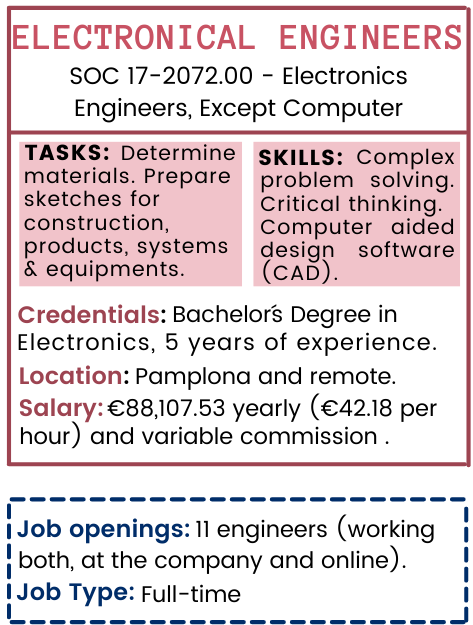 ELECTRONICAL ENGINEERS
SOC 17-2072.00 - Electronics
Engineers, Except Computer
TASKS: Determine
materials. Prepare
sketches for
construction,
products, systems
& equipments.
SKILLS: Complex
problem solving.
Critical thinking.
Computer aided
design software
(CAD).
Credentials: Bachelor´s Degree in
Electronics, 5 years of experience.
Location: Pamplona and remote.
Salary: €88,107.53 yearly (€42.18 per
hour) and variable commission .
Job openings: 11 engineers (working
both, at the company and online).
Job Type: Full-time